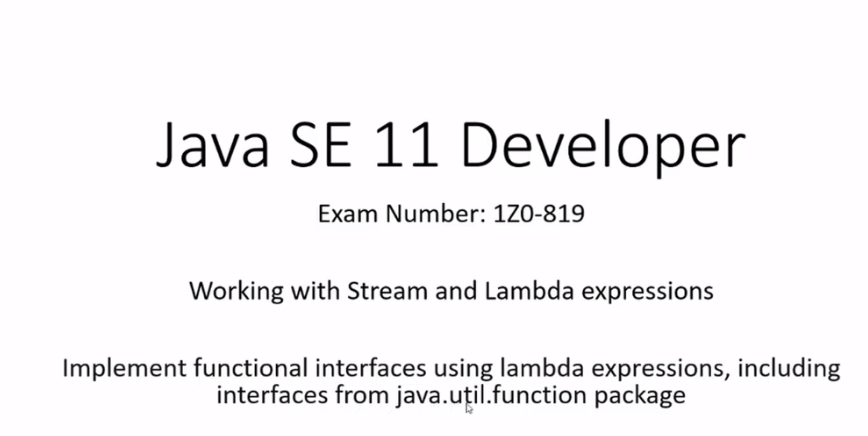 Java SE 11 Developer
Exam Number: 1Z0-819
Working with Stream and Lambda expressions
Implement functional interfaces using lambda expressions, including
interfaces from java.util.function package